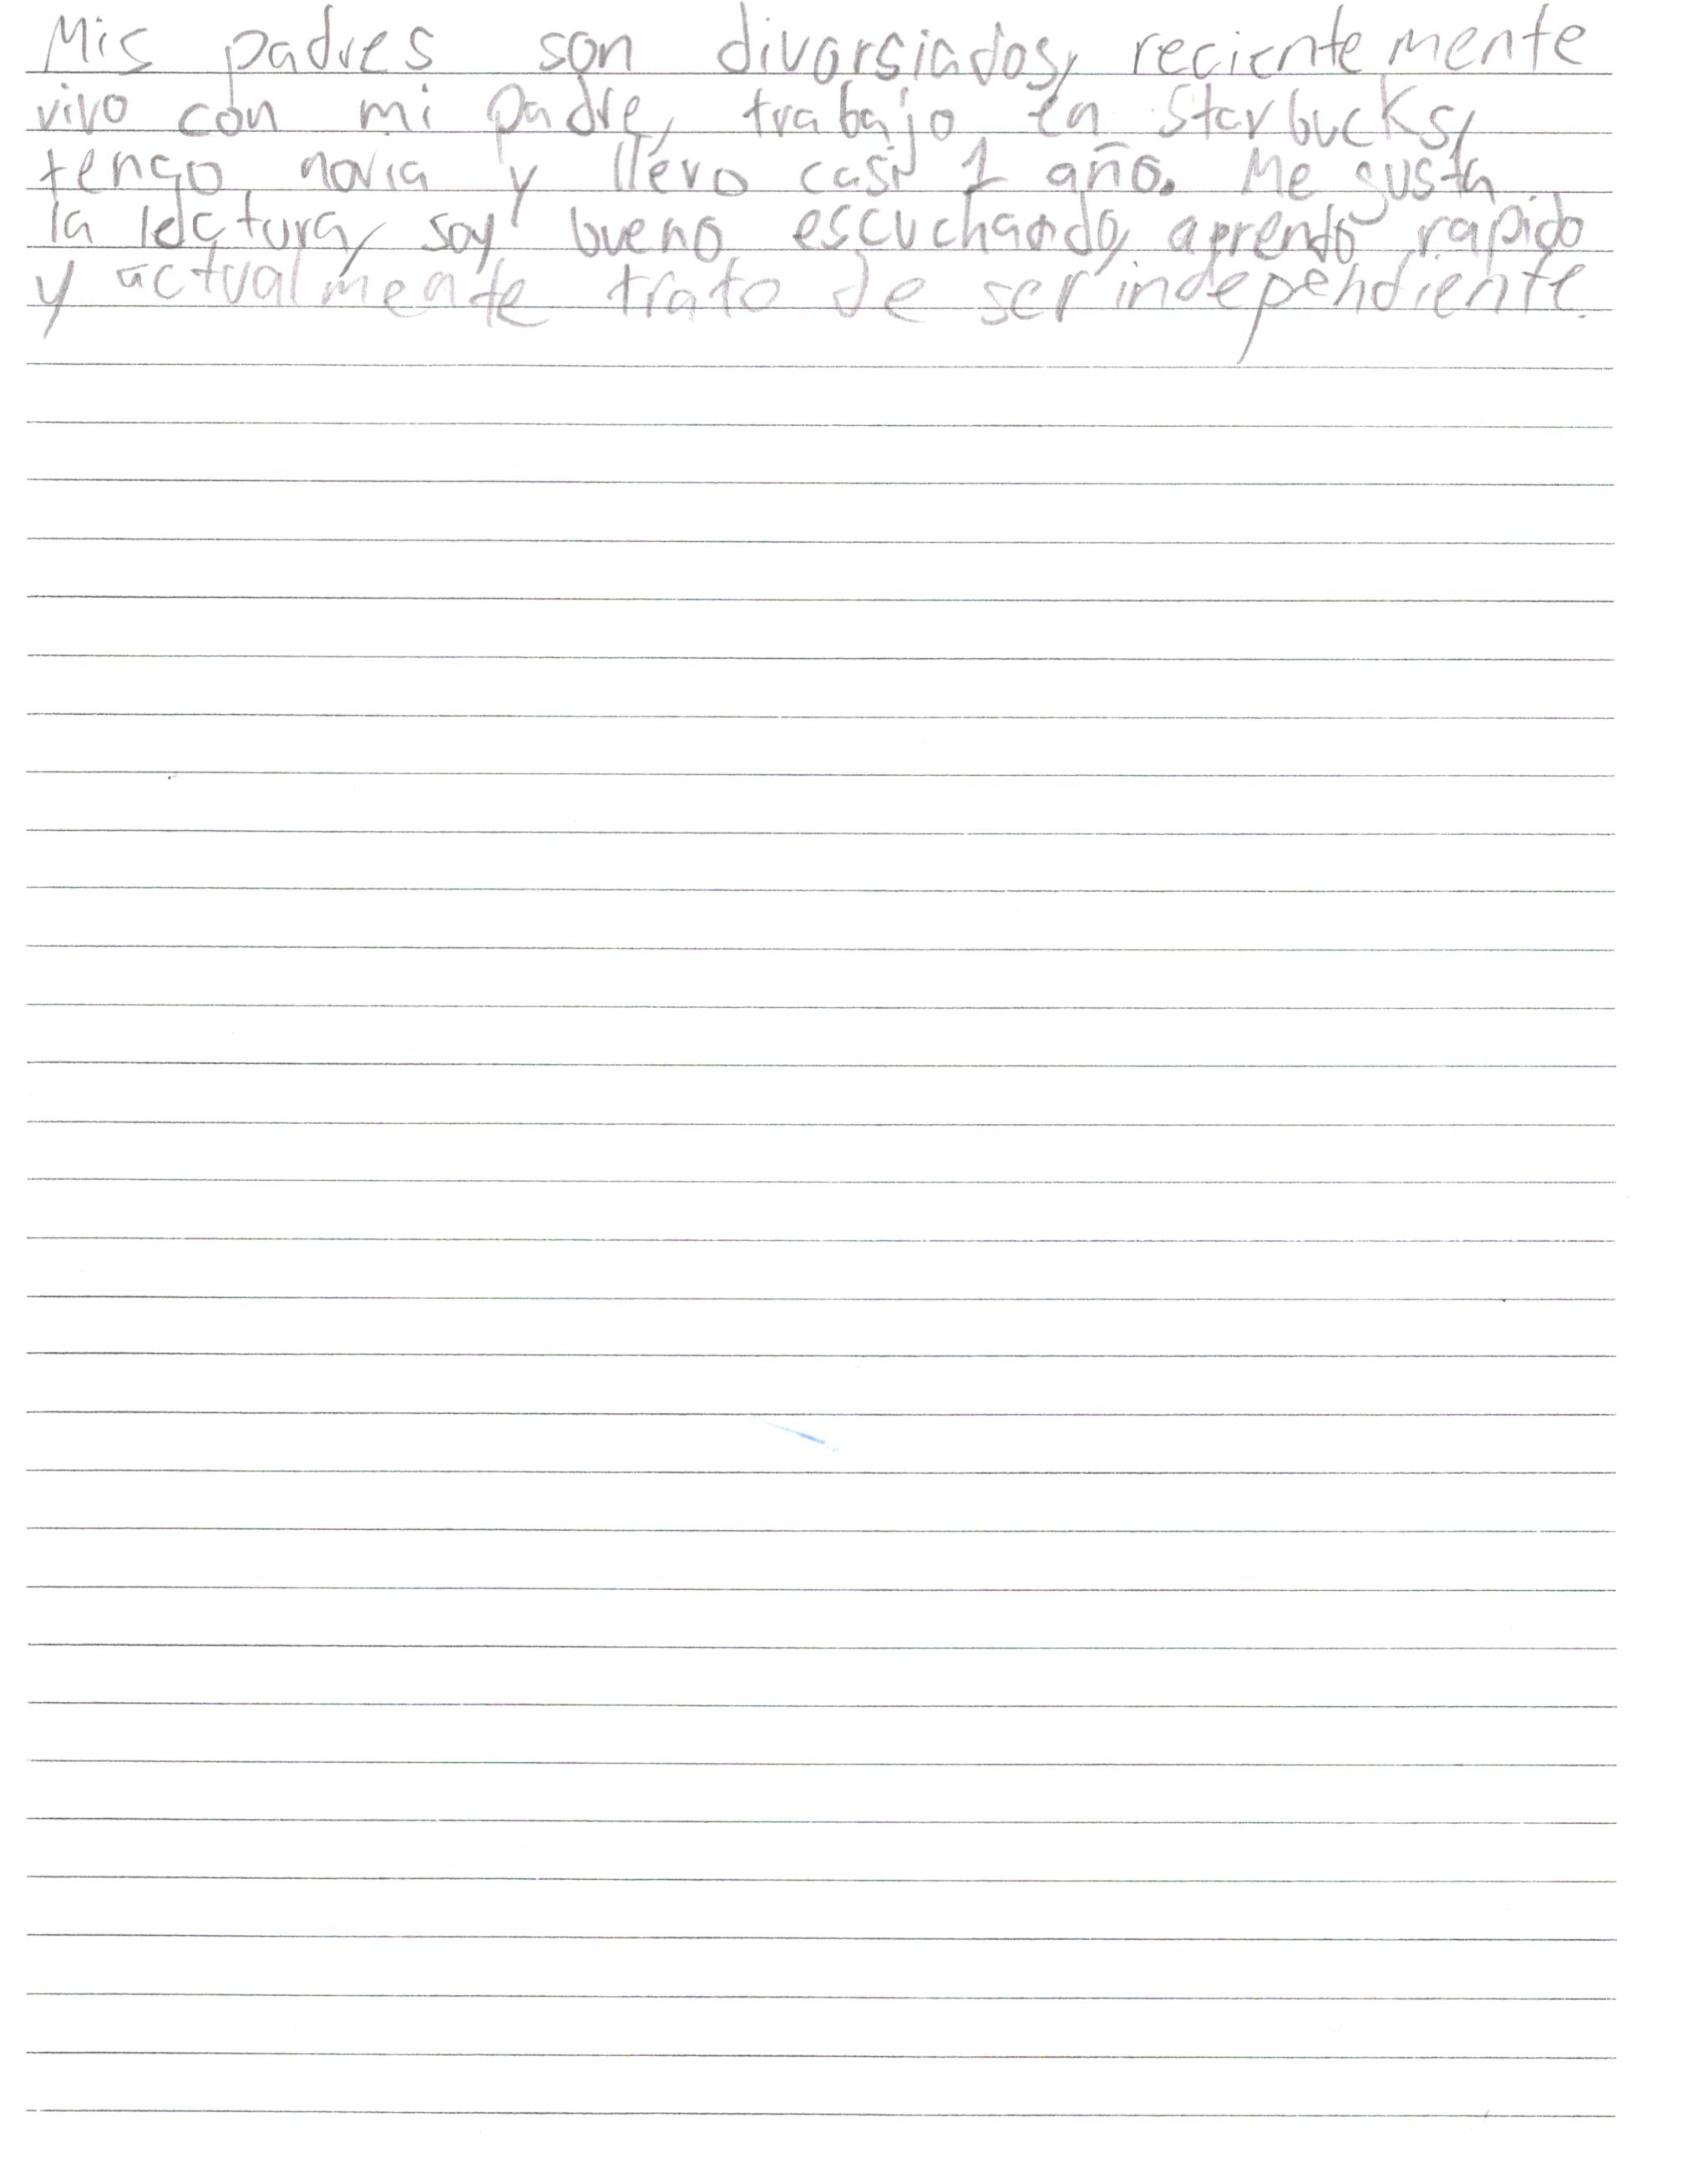 Mis padres son divorsiados, recientemente
vivo con mi padre, trabajo en Starbucks,
tengo novia y llevo casi 1 año. Me gusta
la lectura, soy bueno escuchando, aprendo rapido
y actualmente trato de ser independiente.